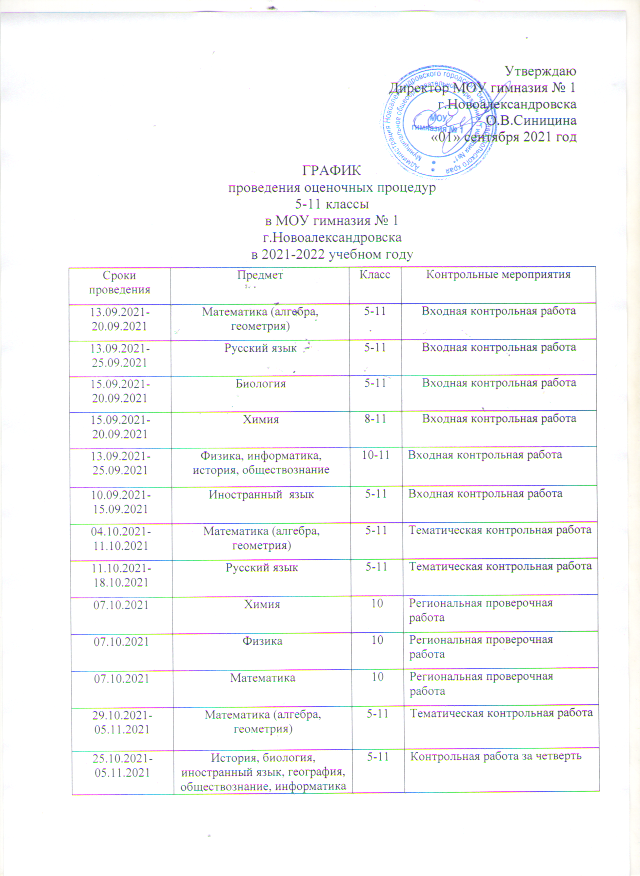 Утверждаю
Директор МОУ гимназия № 1
г.Новоалександровска
О.В.Синицина
«01» сентября 2021 год
МОУ
гимназия № 1
ГРАФИК
проведения оценочных процедур
5-11 классы
в МОУ гимназия № 1
г.Новоалександровска
в 2021-2022 учебном году
Сроки проведения Предмет Класс Контрольные мероприятия
13.09.2021-20.09.2021 Математика (алгебра, геометрия) 5-11 Входная контрольная работа
13.09.2021-25.09.2021 Русский язык 5-11 Входная контрольная работа
15.09.2021-20.09.2021 Биология 5-11 Входная контрольная работа
15.09.2021-20.09.2021 Химия 8-11 Входная контрольная работа
13.09.2021-25.09.2021 Физика, информатика, история, обществознание 10-11 Входная контрольная работа
10.09.2021-15.09.2021 Иностранный язык 5-11 Входная контрольная работа
04.10.2021-11.10.2021 Математика (алгебра, геометрия) 5-11 Тематическая контрольная работа
11.10.2021-18.10.2021 Русский язык 5-11 Тематическая контрольная работа
07.10.2021 Химия 10 Региональная проверочная работа
07.10.2021 Физика 10 Региональная проверочная работа
07.10.2021 Математика 10 Региональная проверочная работа
29.10.2021-05.11.2021 Математика (алгебра, геометрия) 5-11 Тематическая контрольная работа
25.10.2021-05.11.2021 История, биология, иностранный язык, география, обществознание, информатика 5-11 Контрольная работа за четверть